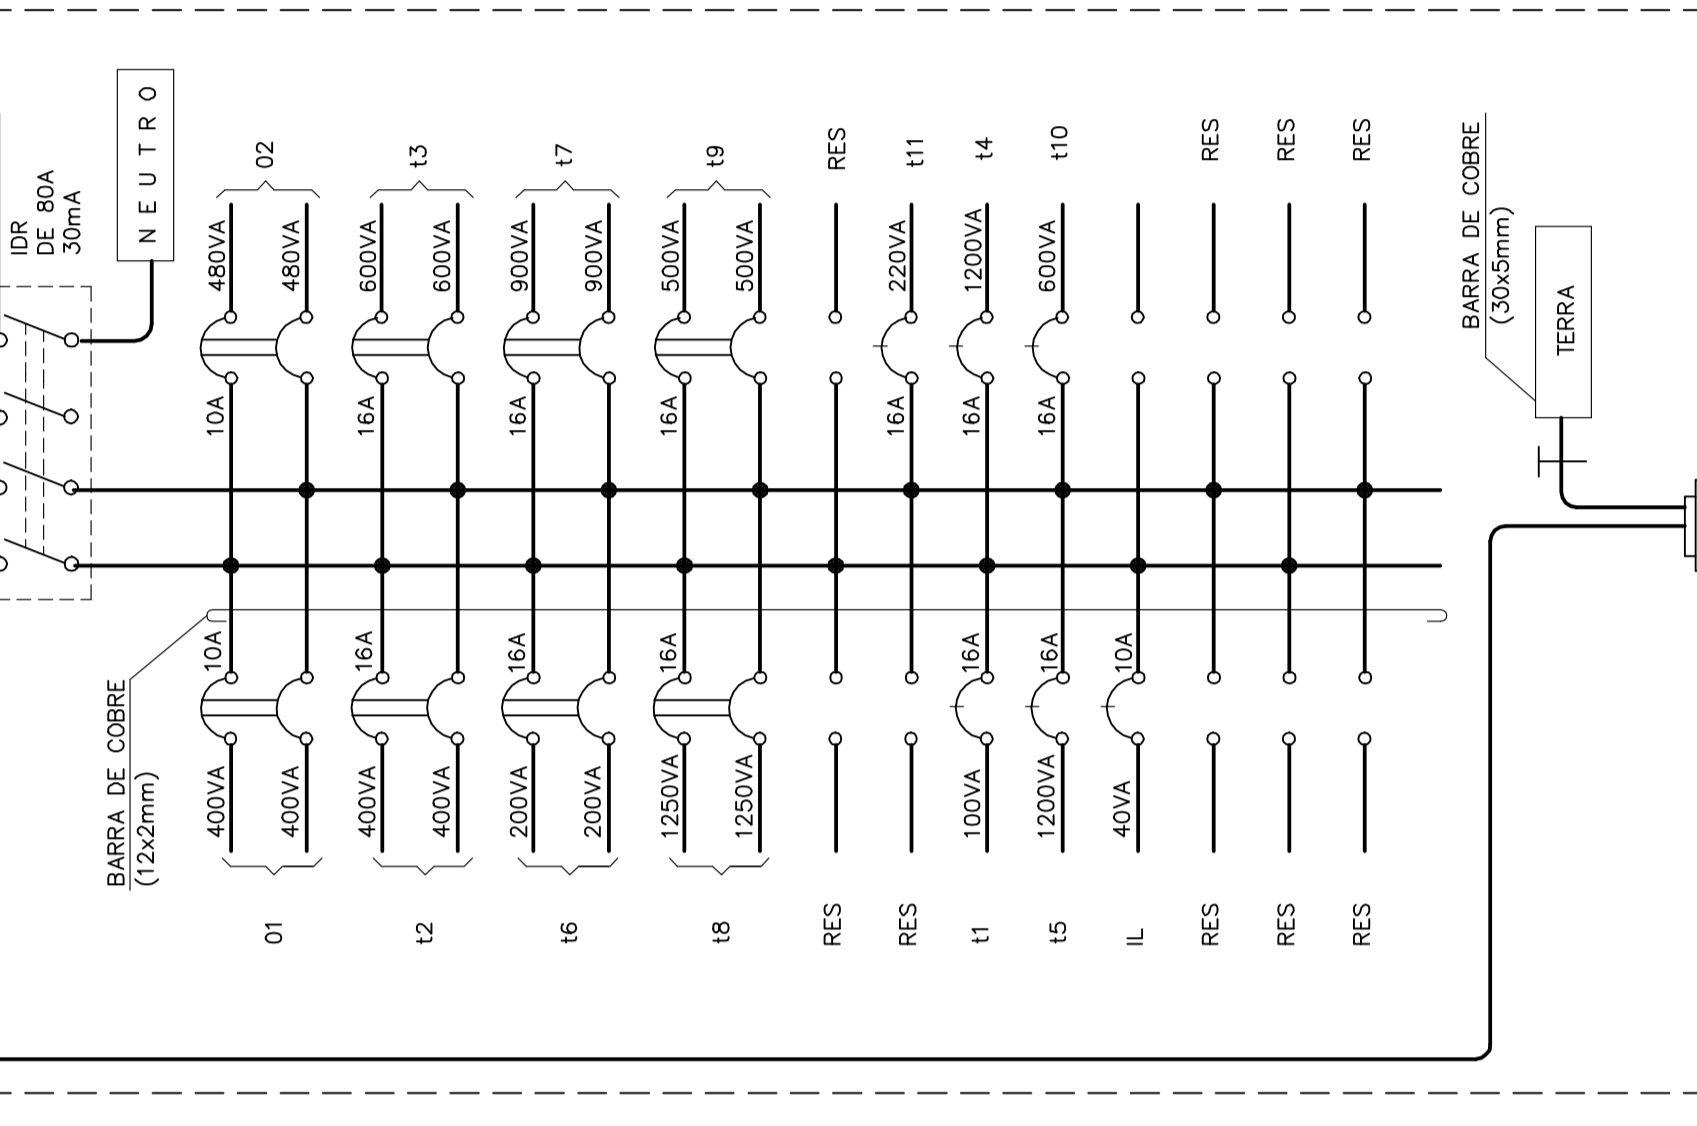 IDR
DE 80A
30mA
NEUTRO
02
t3
t7
t9
RES
t11
t4
t10
RES
RES
RES
480VA
480VA
600VA
600VA
900VA
900VA
500VA
500VA
220VA
1200VA
600VA
10A
16A
16A
16A
16A
16A
16A
BARRA DE COBRE
(30x5mm)
TERRA
BARRA DE COBRE
(12x2mm)
10A
16A
16A
16A
16A
16A
10A
400VA
400VA
400VA
400VA
200VA
200VA
1250VA
1250VA
100VA
1200VA
40VA
01
t2
t6
t8
RES
RES
t1
t5
IL
RES
RES
RES